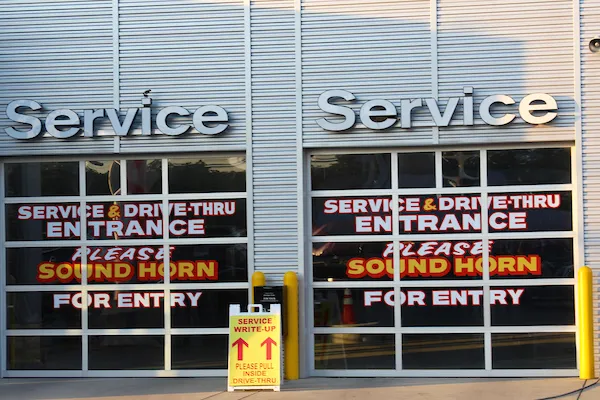 Service
SERVICE & DRIVE-THRU
ENTRANCE
PLEASE
SOUND HORN
FOR ENTRY
Service
SERVICE & DRIVE-THRU
ENTRANCE
PLEASE
SOUND HORN
FOR ENTRY
SERVICE
WRITE-UP
PLEASE PULL
INSIDE
DRIVE-THRU